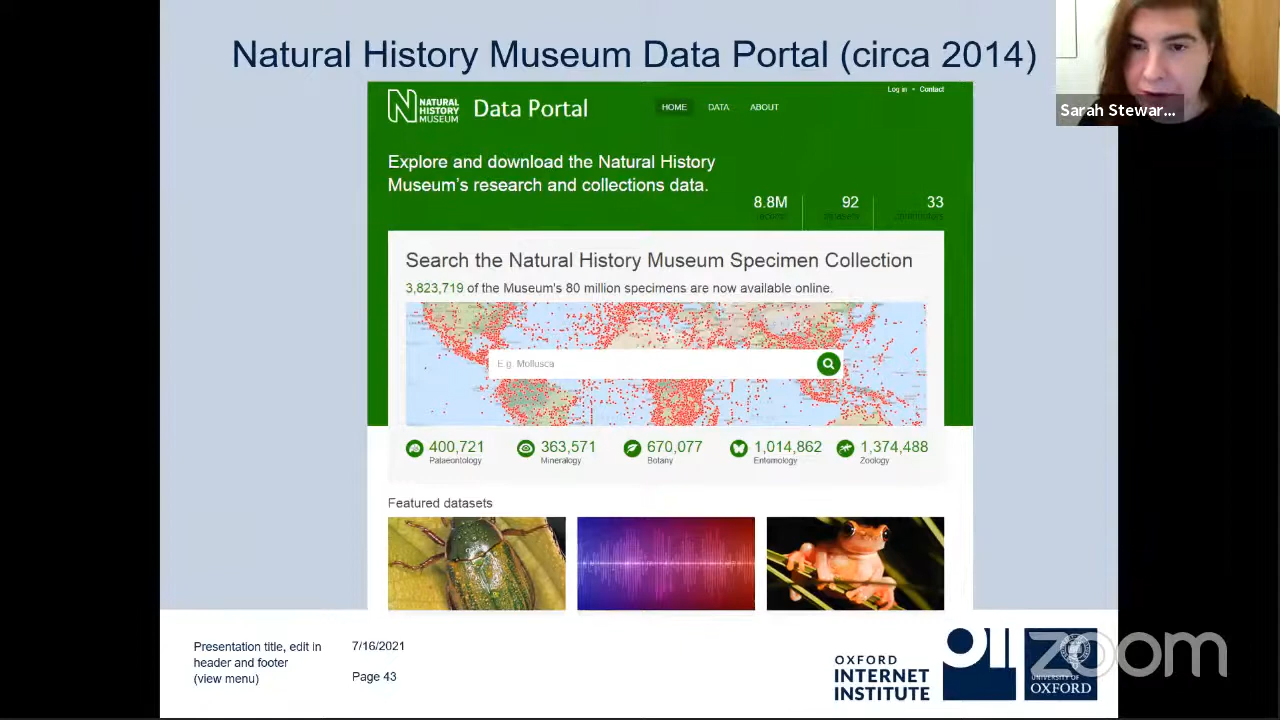 Natural History Museum Data Portal (circa 2014)
Sarah Stewar...
NATURAL
HISTORY
MUSEUM
Data Portal
HOME DATA ABOUT
Log in • Contact
Explore and download the Natural History
Museum's research and collections data.
8.8M 92 33
Search the Natural History Museum Specimen Collection
3,823,719 of the Museum's 80 million specimens are now available online.
E.g. Mollusca
400,721 363,571 670,077 1,014,862 1,374,488
Palaeontology Mineralogy Botany Entomology Zoology
Featured datasets
Presentation title, edit in
header and footer
(view menu)
7/16/2021
Page 43
OXFORD
INTERNET
INSTITUTE
UNIVERSITY OF
OXFORD
zoom